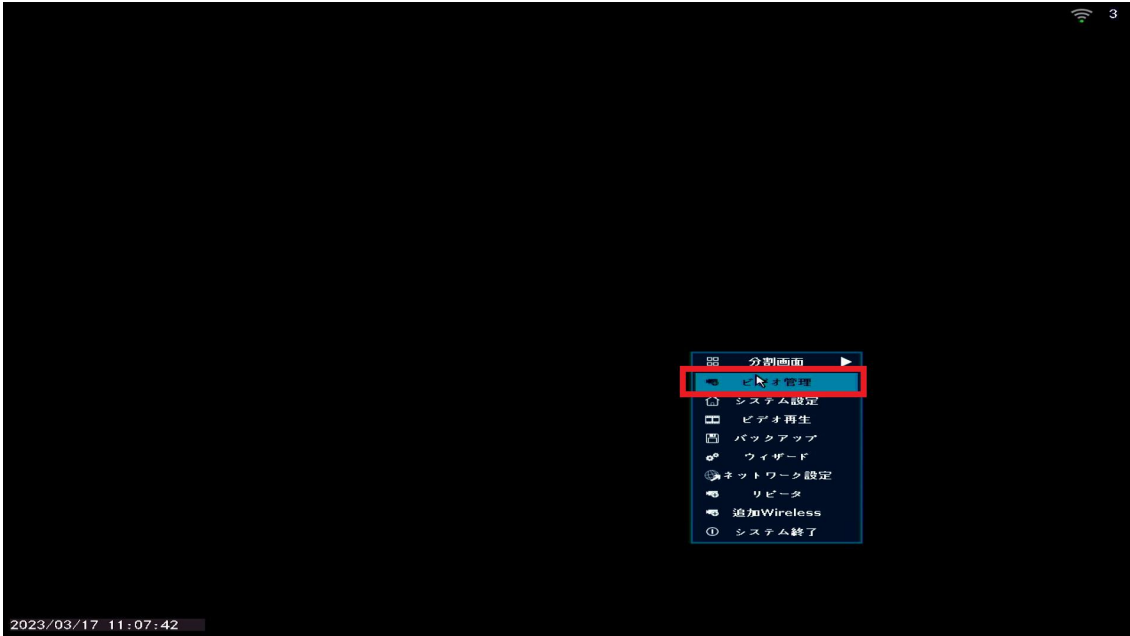 3
分割画面
ビデオ管理
システム設定
ビデオ再生
バックアップ
ウィザード
ネットワーク設定
リピータ
追加Wireless
システム終了
2023/03/17 11:07:42